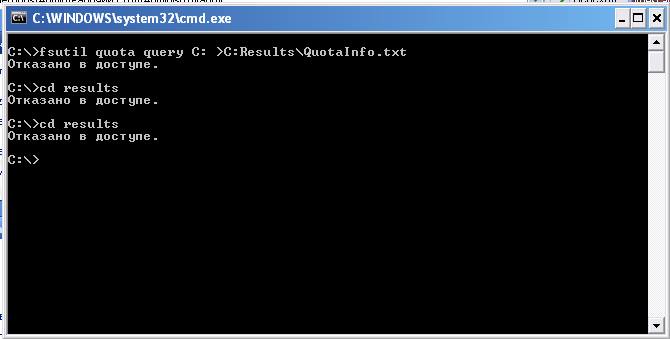 C:\WINDOWS\system32\cmd.exe
C:\>fsutil quota query C: >C:Results\QuotaInfo.txt
Отказано в доступе.
C:\>cd results
Отказано в доступе.
C:\>cd results
Отказано в доступе.
C:\>